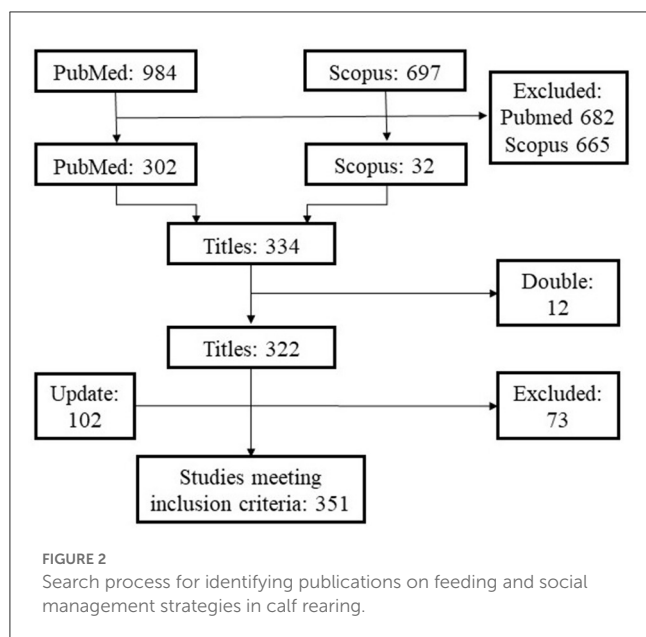 PubMed: 984
Scopus: 697
Excluded:
Pubmed 682
Scopus 665
PubMed: 302
Scopus: 32
Titles: 334
Double:
12
Titles: 322
Update:
102
Excluded:
73
Studies meeting
inclusion criteria: 351
FIGURE 2
Search process for identifying publications on feeding and social
management strategies in calf rearing.